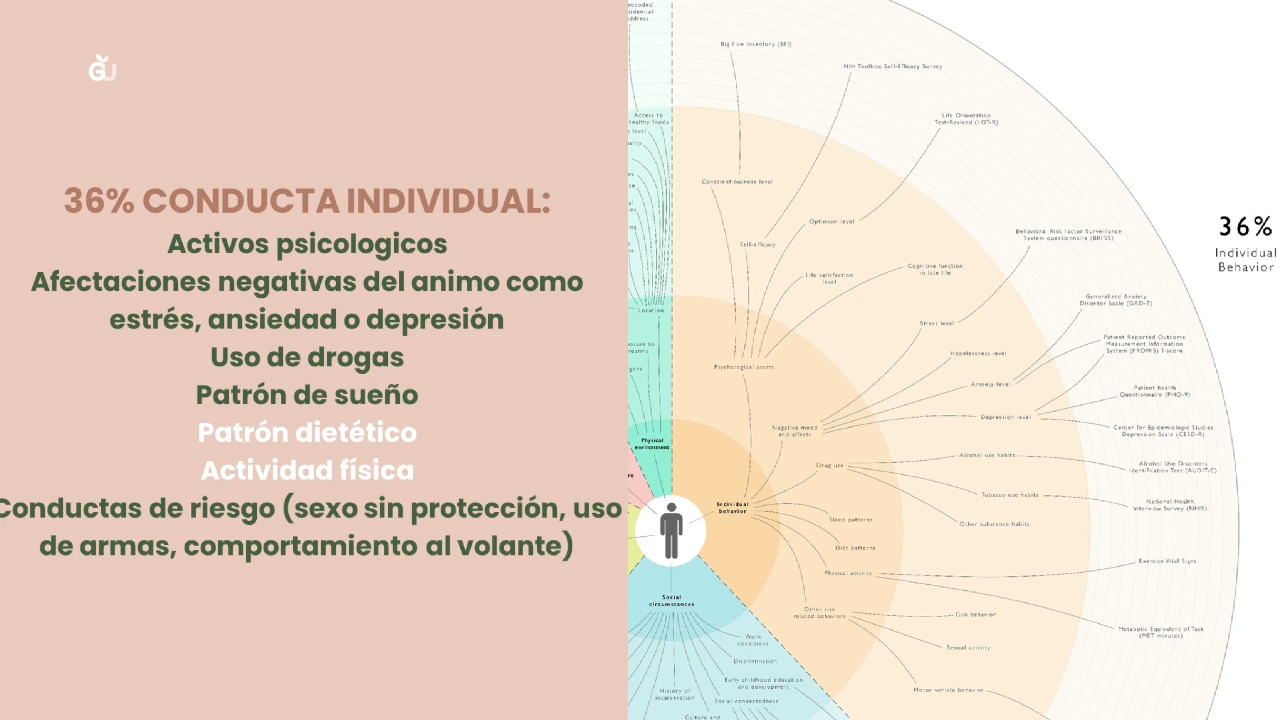 GU
36% CONDUCTA INDIVIDUAL:
Activos psicologicos
Afectaciones negativas del animo como
estrés, ansiedad o depresión
Uso de drogas
Patrón de sueño
Patrón dietético
Actividad física
Conductas de riesgo (sexo sin protección, uso
de armas, comportamiento al volante)
ddress
Access to
healthy foods
level
Location
Physical
environment
Big Five Inventory (BFI)
NIH Toolbox Self-Efficacy Survey
Life Orientation
Test-Revised (LOT-R)
Conscientiousness level
Optimism level
Self-efficacy
Life satisfaction
level
Cognitive function
in late life
Behavioral Risk Factor Surveillance
System questionnaire (BRFSS)
36%
Individual
Behavior
Generalized Anxiety
Disorder Scale (GAD-7)
Stress level
Patient Reported Outcome
Measurement Information
System (PROMIS) T-score
Hopelessness level
Psychological assets
Anxiety level
Patient health
Questionnaire (PHQ-9)
Depression level
Negative mood
and affects
Center for Epidemiologic Studies
Depression Scale (CESD-R)
Alcohol use habits
Drug use
Alcohol Use Disorders
Identification Test (AUDIT-C)
Tobacco use habits
National Health
Interview Survey (NHIS)
Individual
behavior
Sleep patterns
Other substance habits
Diet patterns
Exercise Vital Signs
Physical activity
Other risk
related behaviors
Gun behavior
Metabolic Equivalent of Task
(MET minutes)
Sexual activity
Motor vehicle behavior
Social
circumstances
Work
conditions
Discrimination
Early childhood education
and development
History of
incarceration
Social connectedness
Culture and